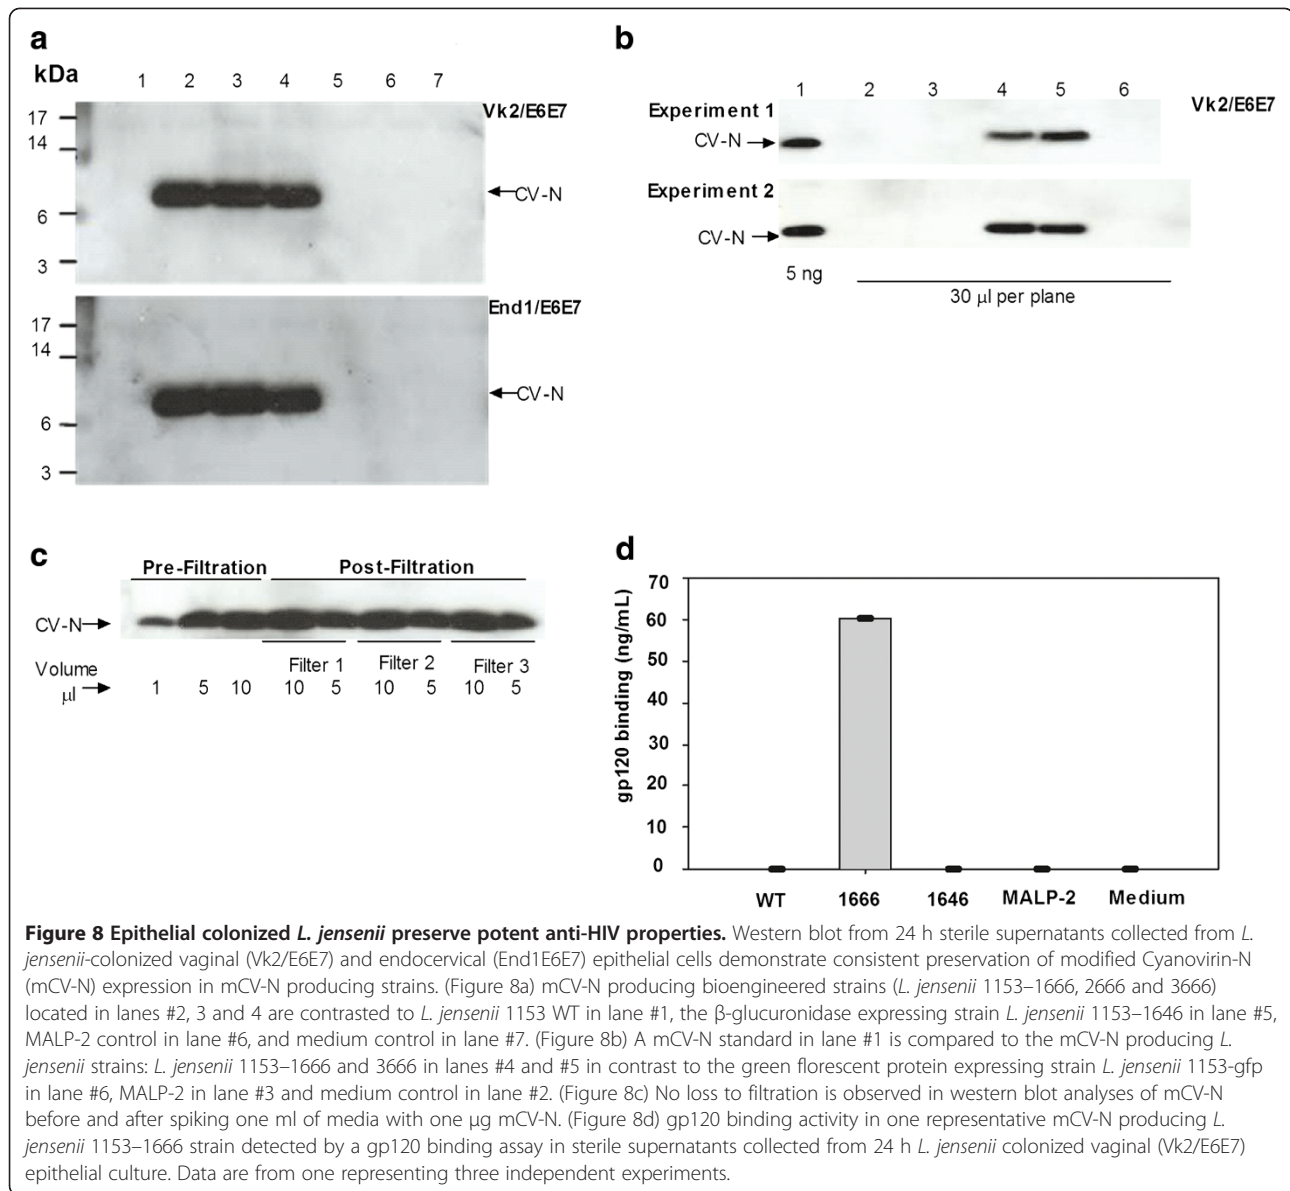 a
kDa
1 2 3 4 5 6 7
Vk2/E6E7
17
14
CV-N
6
3
End1/E6E7
17
14
CV-N
6
3
b
1 2 3 4 5 6
Vk2/E6E7
Experiment 1
CV-N
Experiment 2
CV-N
5 ng
30 µl per plane
c
Pre-Filtration Post-Filtration
CV-N
Filter 1 Filter 2 Filter 3
Volume
µl
1 5 10 10 5 10 5 10 5
d
gp120 binding (ng/mL)
70
60
50
40
30
20
10
0
WT 1666 1646 MALP-2 Medium
Figure 8 Epithelial colonized L. jensenii preserve potent anti-HIV properties. Western blot from 24 h sterile supernatants collected from L.
jensenii-colonized vaginal (Vk2/E6E7) and endocervical (End1E6E7) epithelial cells demonstrate consistent preservation of modified Cyanovirin-N
(mCV-N) expression in mCV-N producing strains. (Figure 8a) mCV-N producing bioengineered strains (L. jensenii 1153–1666, 2666 and 3666)
located in lanes #2, 3 and 4 are contrasted to L. jensenii 1153 WT in lane #1, the β-glucuronidase expressing strain L. jensenii 1153–1646 in lane #5,
MALP-2 control in lane #6, and medium control in lane #7. (Figure 8b) A mCV-N standard in lane #1 is compared to the mCV-N producing L.
jensenii strains: L. jensenii 1153–1666 and 3666 in lanes #4 and #5 in contrast to the green florescent protein expressing strain L. jensenii 1153-gfp
in lane #6, MALP-2 in lane #3 and medium control in lane #2. (Figure 8c) No loss to filtration is observed in western blot analyses of mCV-N
before and after spiking one ml of media with one µg mCV-N. (Figure 8d) gp120 binding activity in one representative mCV-N producing L.
jensenii 1153–1666 strain detected by a gp120 binding assay in sterile supernatants collected from 24 h L. jensenii colonized vaginal (Vk2/E6E7)
epithelial culture. Data are from one representing three independent experiments.